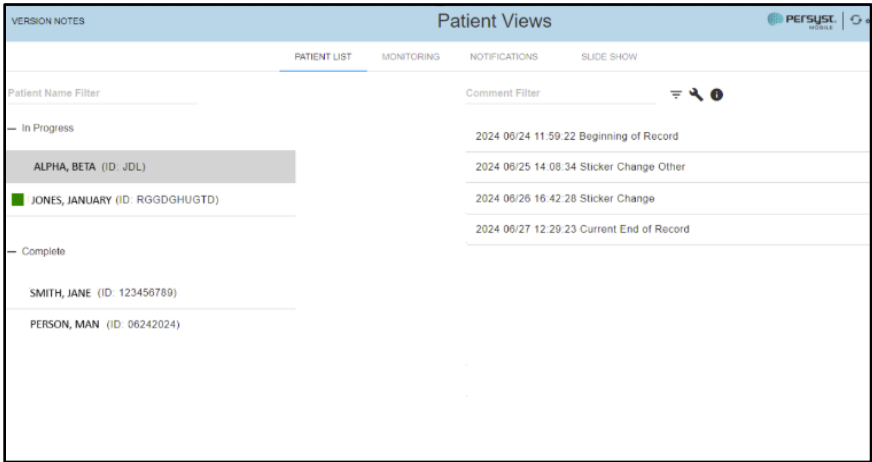 VERSION NOTES
Patient Views
PERSYST.
MOBILE
PATIENT LIST MONITORING NOTIFICATIONS SLIDE SHOW
Patient Name Filter
Comment Filter
In Progress
ALPHA, BETA (ID: JDL)
JONES, JANUARY (ID: RGGDGHUGTD)
Complete
SMITH, JANE (ID: 123456789)
PERSON, MAN (ID: 06242024)
2024 06/24 11:59:22 Beginning of Record
2024 06/25 14:08:34 Sticker Change Other
2024 06/26 16:42:28 Sticker Change
2024 06/27 12:29:23 Current End of Record